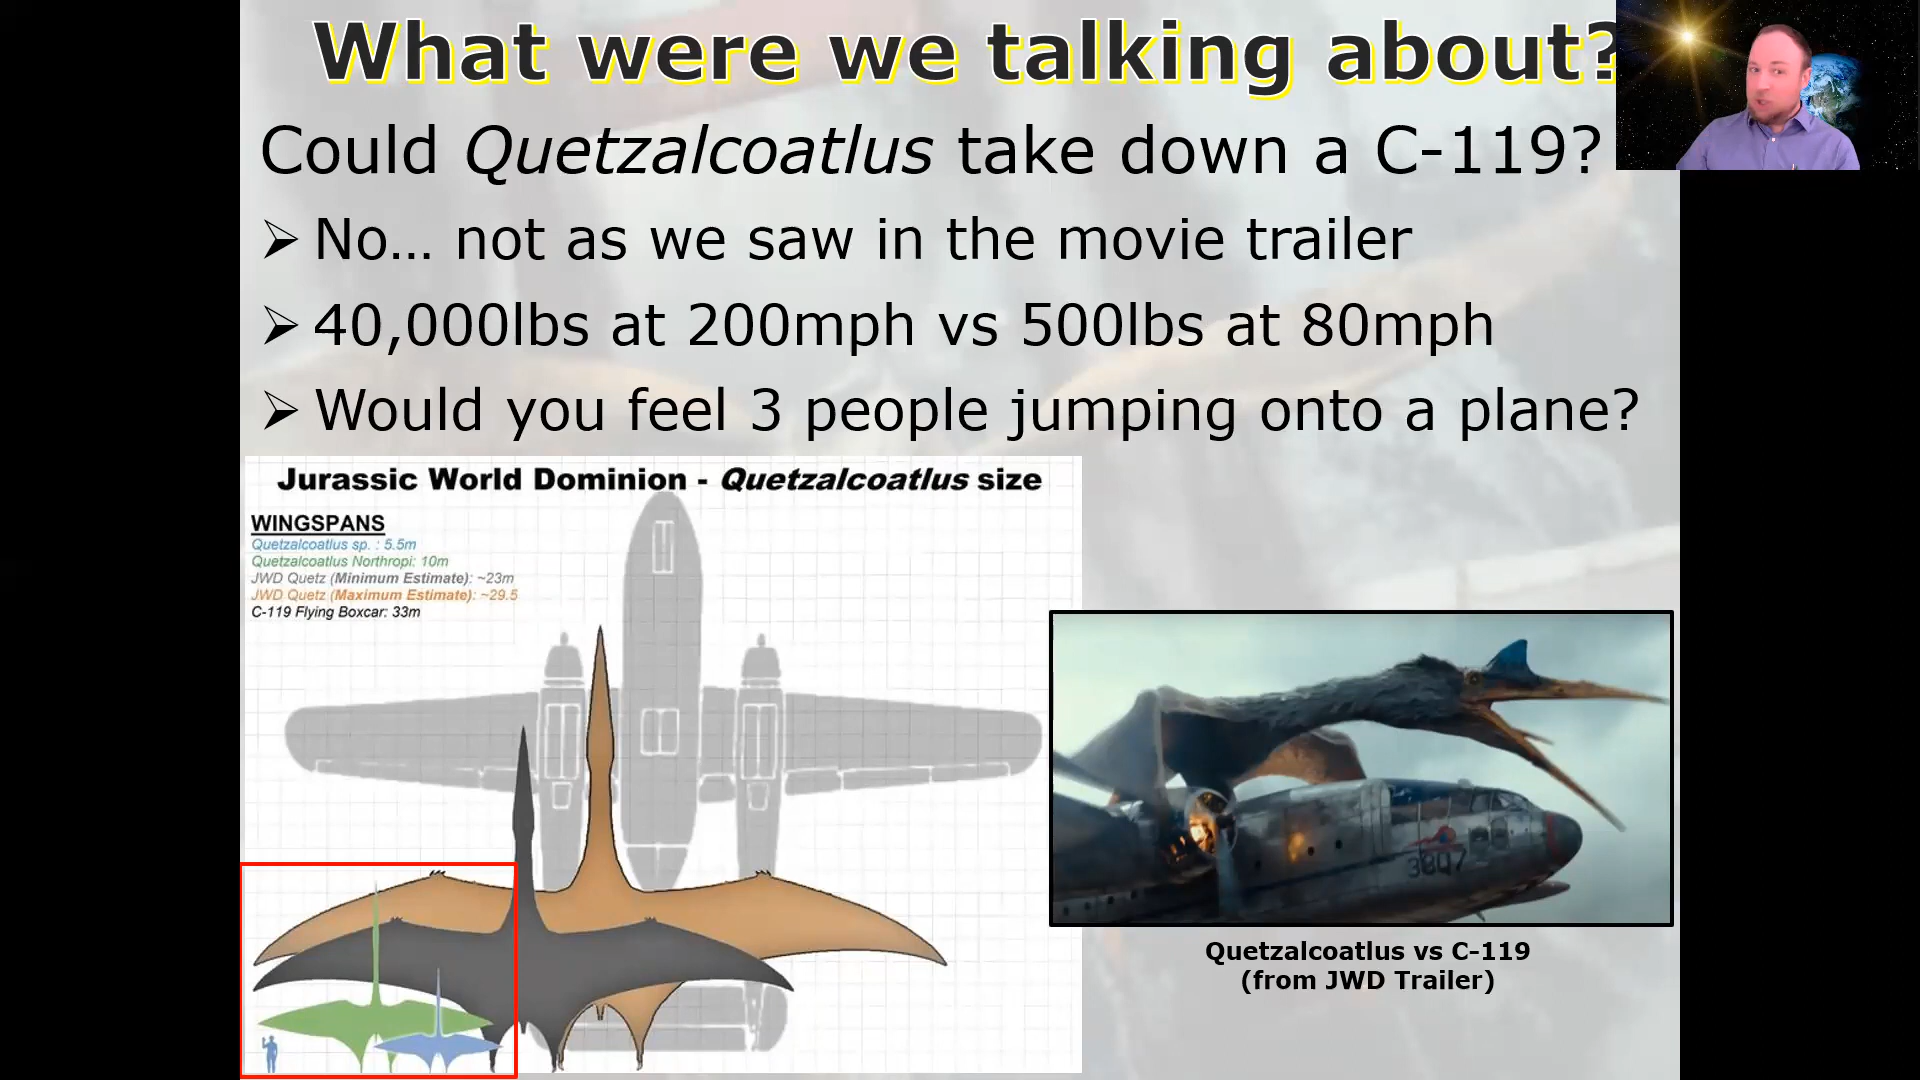 What were we talking about?
Could Quetzalcoatlus take down a C-119?
➢ No… not as we saw in the movie trailer
➢ 40,000lbs at 200mph vs 500lbs at 80mph
➢ Would you feel 3 people jumping onto a plane?
Jurassic World Dominion - Quetzalcoatlus size
WINGSPANS
Quetzalcoatlus sp. : 5.5m
Quetzalcoatlus Northropi: 10m
JWD Quetz (Minimum Estimate): ~23m
JWD Quetz (Maximum Estimate): ~29.5
C-119 Flying Boxcar: 33m
3847
Quetzalcoatlus vs C-119
(from JWD Trailer)